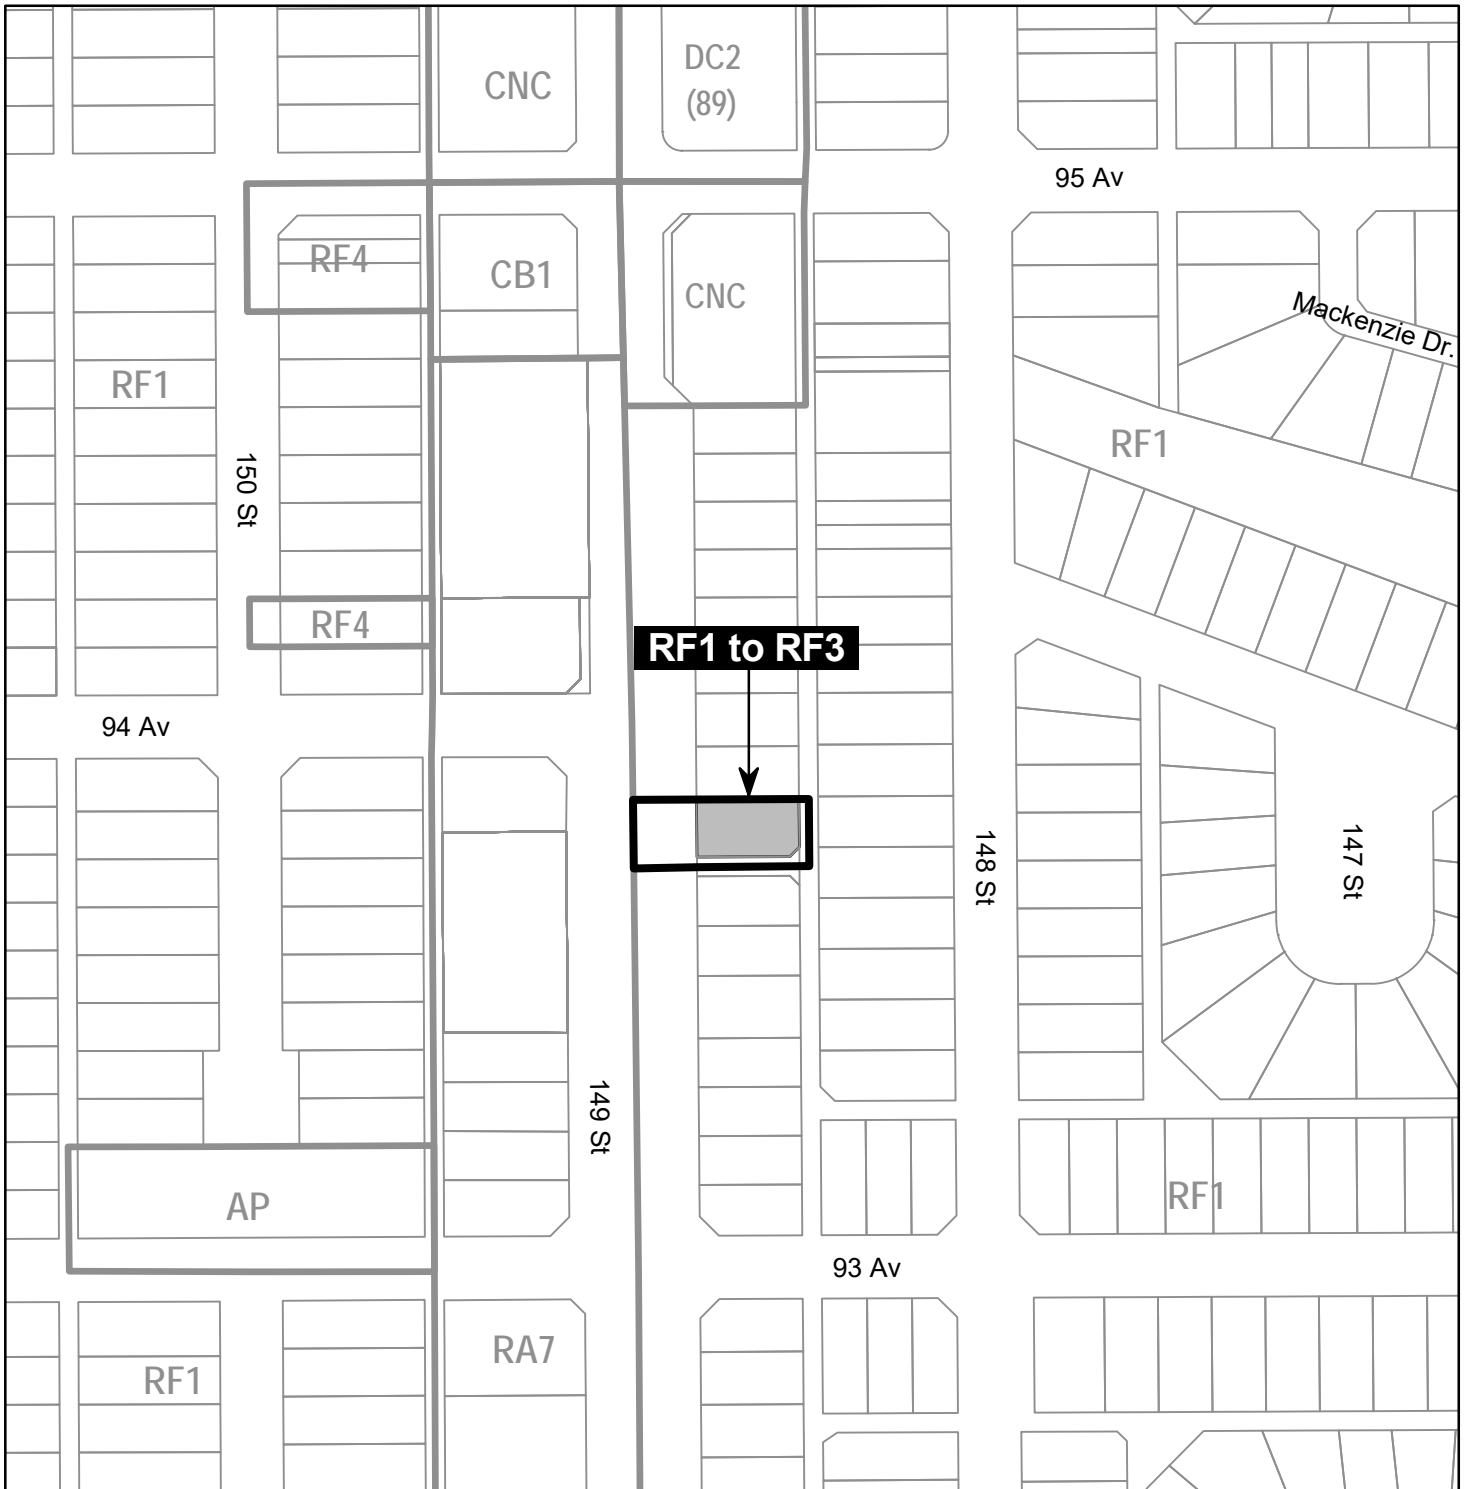 CNC
DC2
(89)
95 Av
RF4
CB1
CNC
Mackenzie Dr.
RF1
RF1
150 St
RF4
RF1 to RF3
94 Av
148 St
147 St
149 St
AP
RF1
93 Av
RA7
RF1